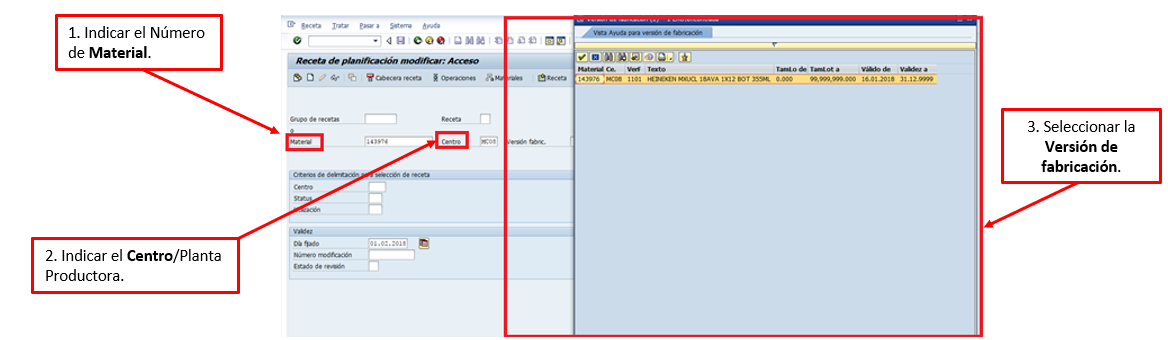 1. Indicar el Número
de Material.
Receta Tratar Pasar a Sistema Ayuda
Receta de planificación modificar: Acceso
Cabecera receta Operaciones Materiales Receta
Grupo de recetas Receta
o
Material 143976 Centro MC08 Versión fabric.
Criterios de delimitación para selección de receta
Centro
Status
Utilización
Validez
Día fijado 01.02.2018
Número modificación
Estado de revisión
Versión de fabricación (1) 1 Entr.encontrada
Vista Ayuda para versión de fabricación
Material Ce. VerF Texto TamLo de TamLot a Válido de Validez a
143976 MC08 1101 HEINEKEN MXUCL 18AVA 1X12 BOT 355ML 0.000 99,999,999.000 16.01.2018 31.12.9999
2. Indicar el Centro/Planta
Productora.
3. Seleccionar la
Versión de
fabricación.